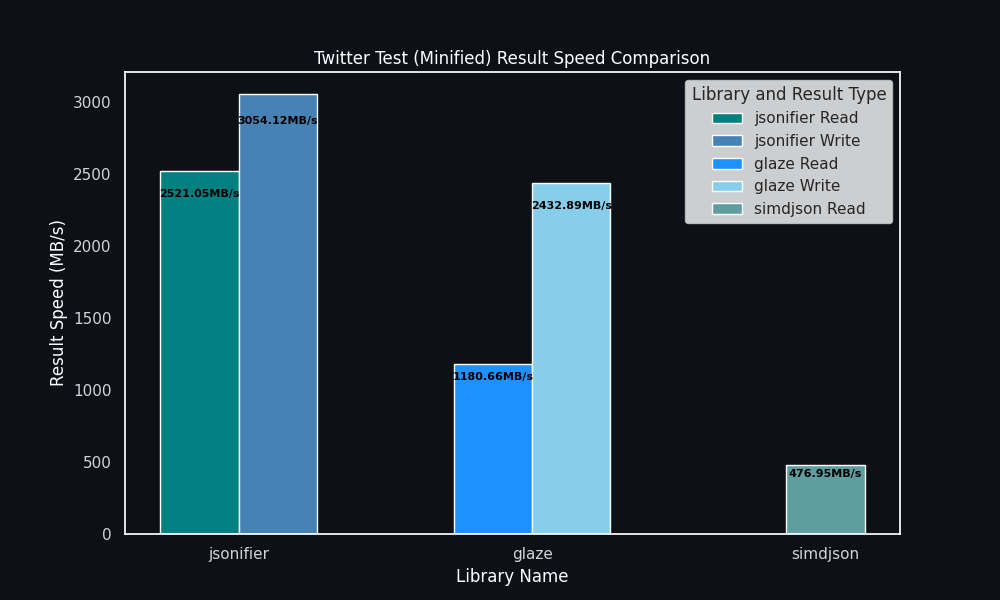 Twitter Test (Minified) Result Speed Comparison
Library and Result Type
jsonifier Read
jsonifier Write
glaze Read
glaze Write
simdjson Read
Result Speed (MB/s)
3000
2500
2000
1500
1000
500
0
2521.05MB/s
3054.12MB/s
1180.66MB/s
2432.89MB/s
476.95MB/s
jsonifier
glaze
simdjson
Library Name